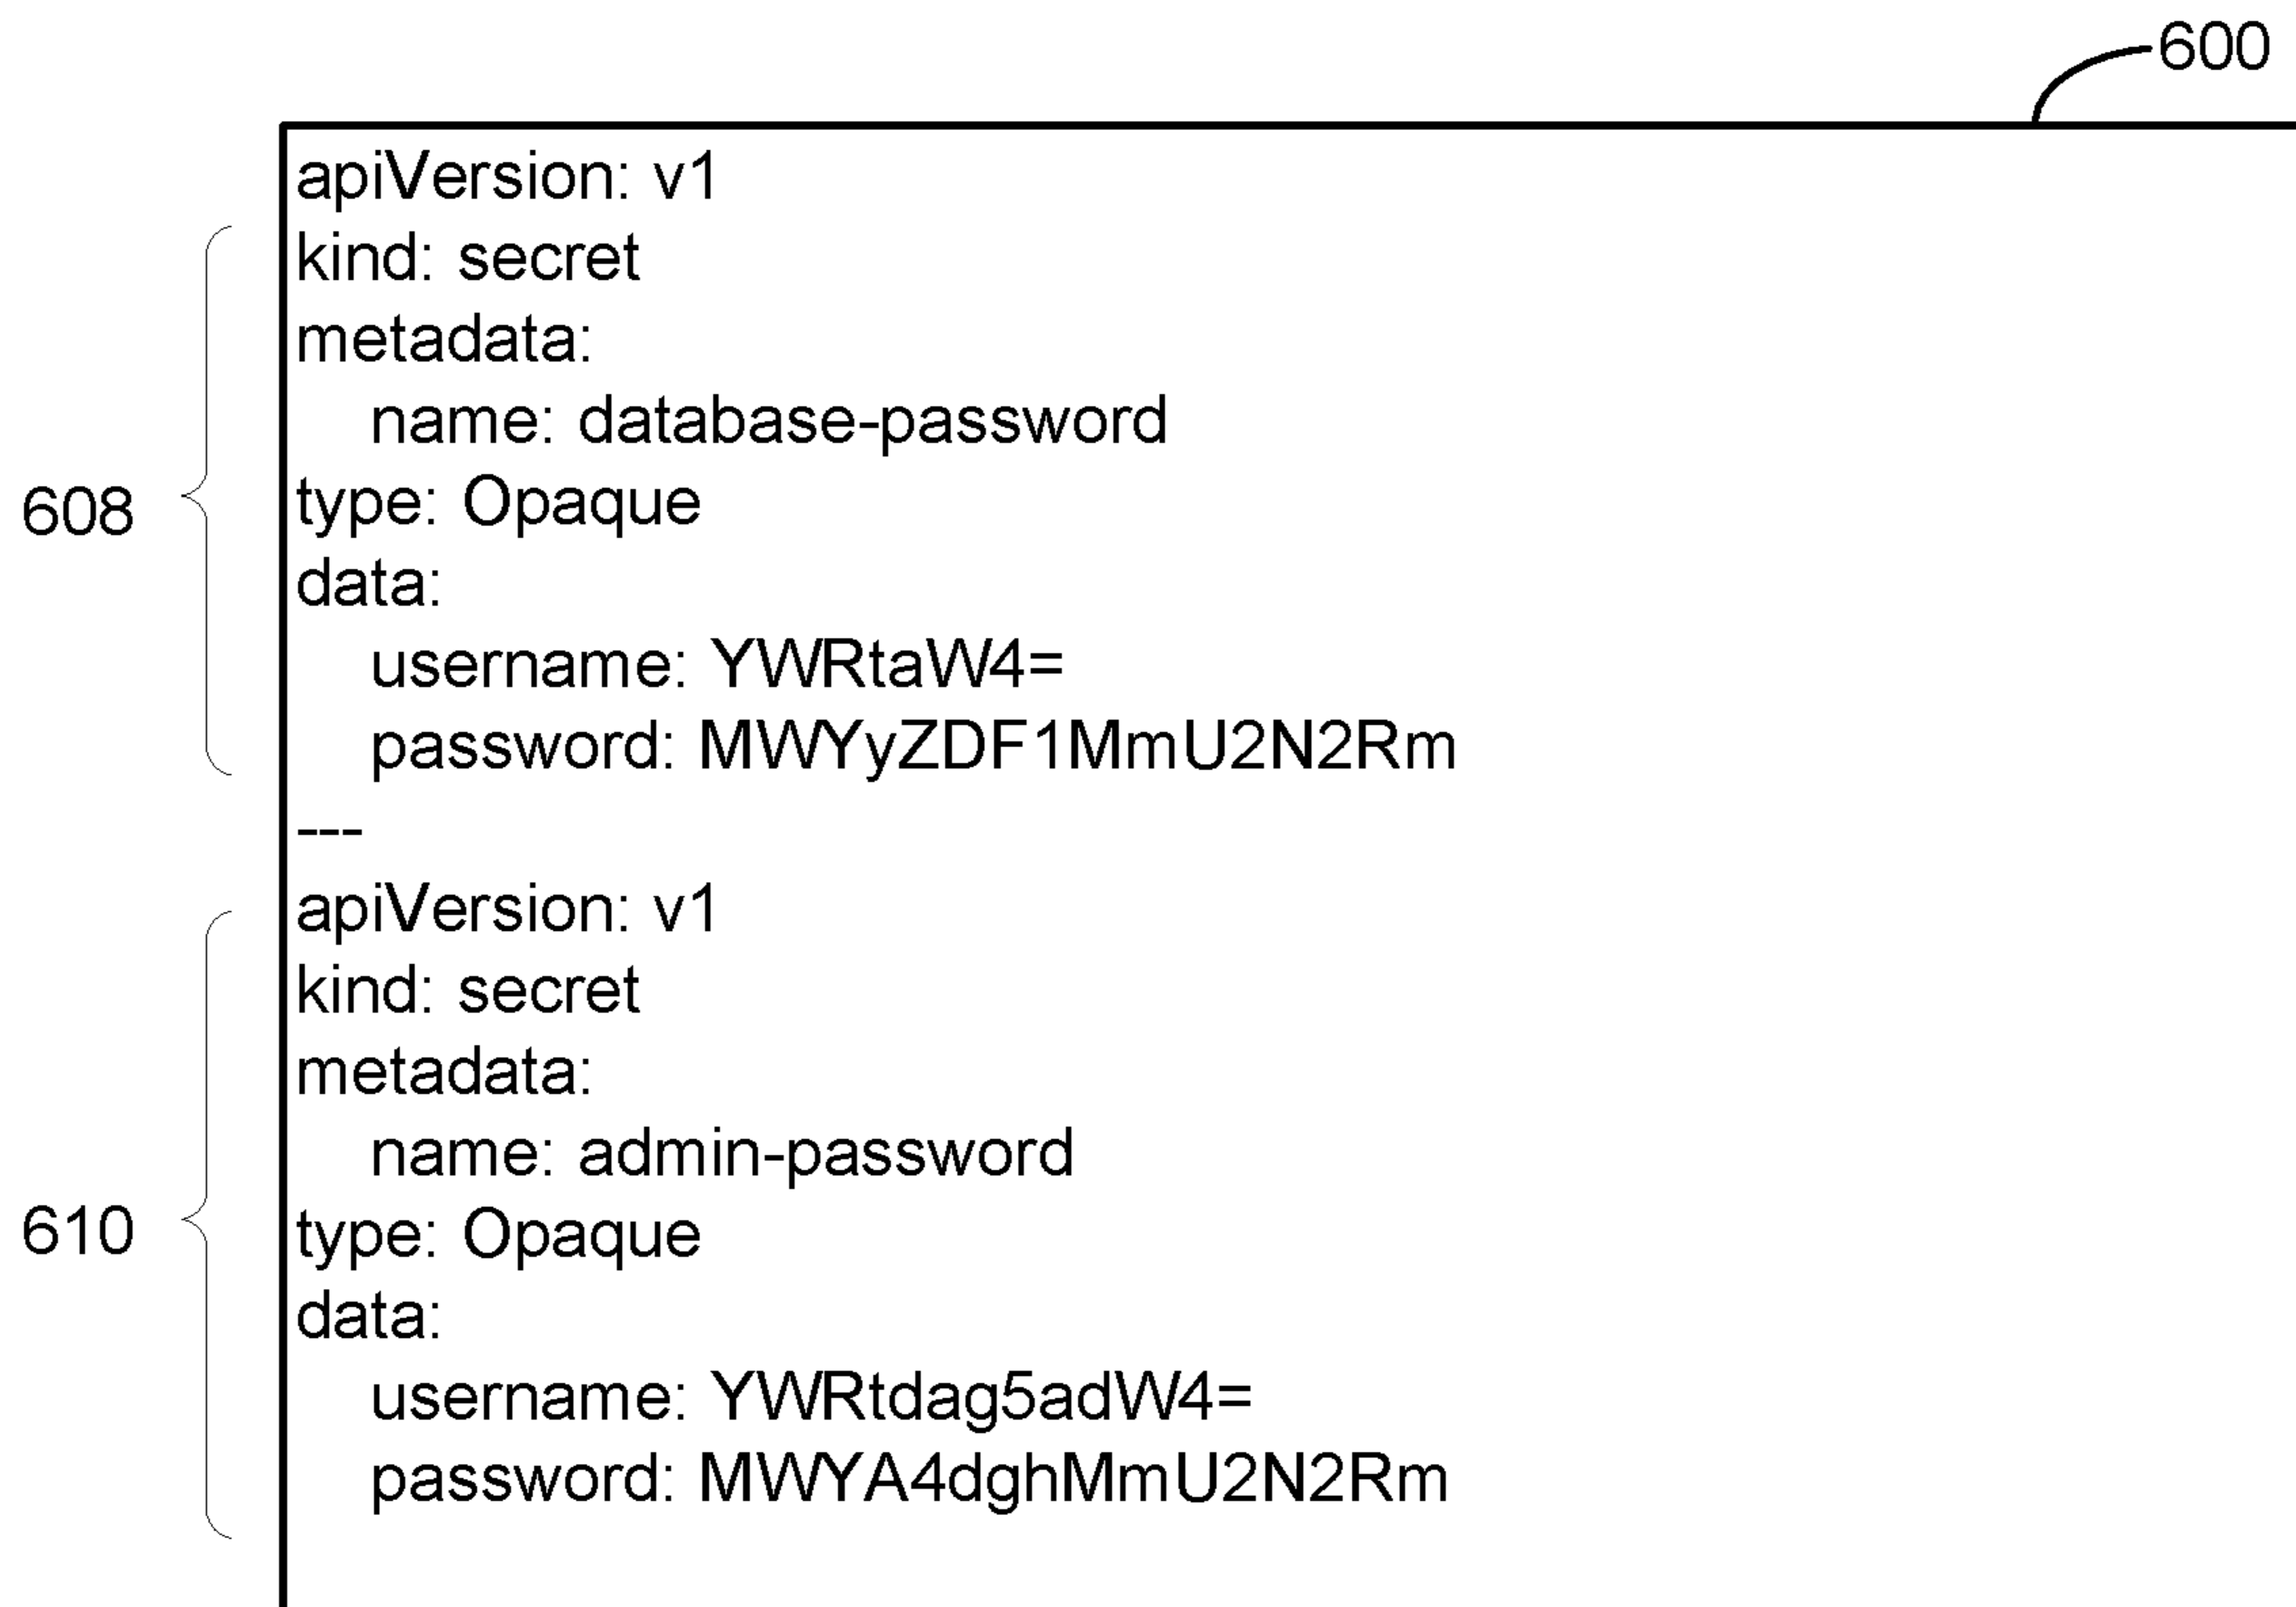 600
apiVersion: v1
kind: secret
metadata:
name: database-password
608
type: Opaque
data:
username: YWRtaW4=
password: MWYyZDF1MmU2N2Rm
---
apiVersion: v1
kind: secret
metadata:
name: admin-password
610
type: Opaque
data:
username: YWRtdag5adW4=
password: MWYA4dghMmU2N2Rm